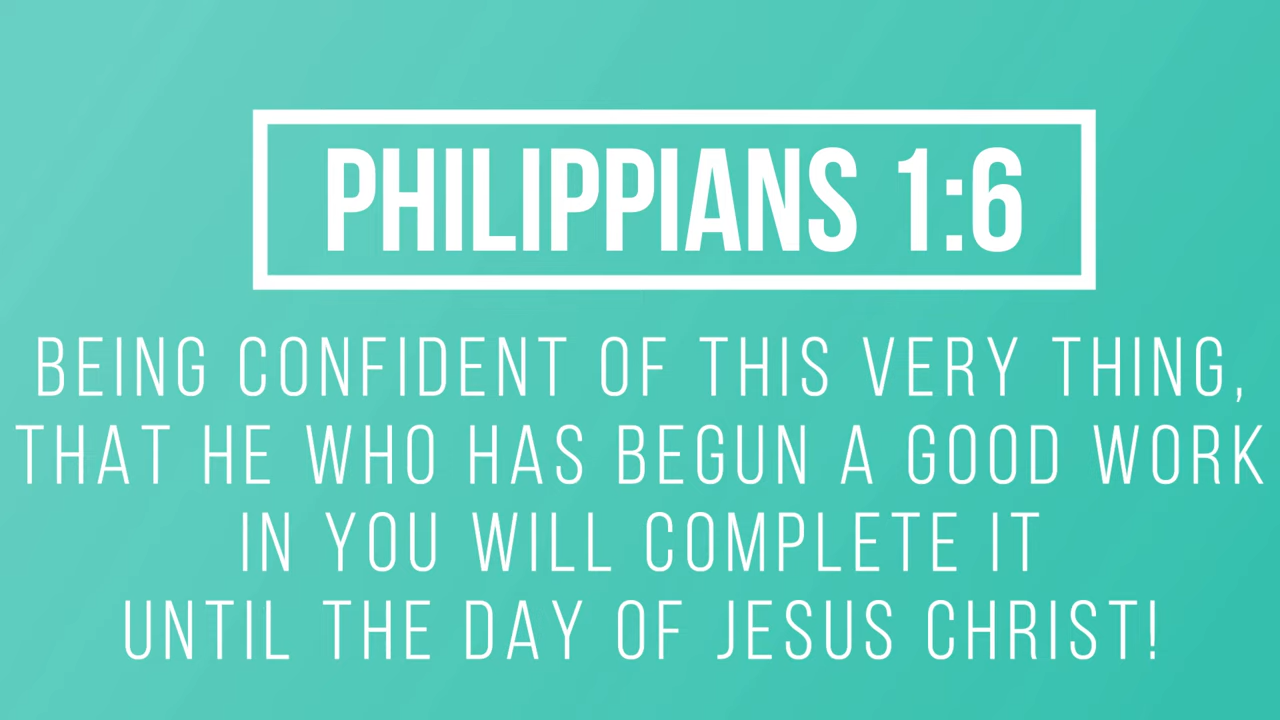 PHILIPPIANS 1:6
BEING CONFIDENT OF THIS VERY THING,
THAT HE WHO HAS BEGUN A GOOD WORK
IN YOU WILL COMPLETE IT
UNTIL THE DAY OF JESUS CHRIST!